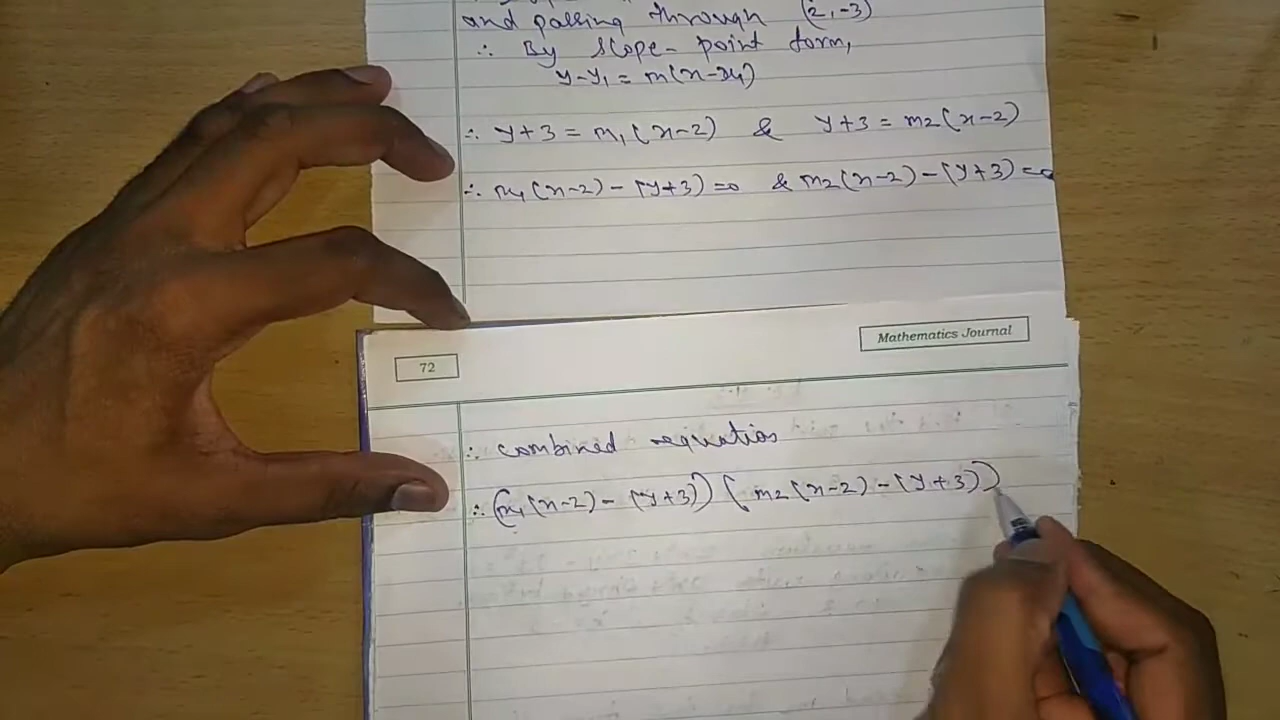 and passing through (2,-3)
∴ By slope-point form,
y-y₁ = m(x-x₁)
∴ y+3 = m₁(x-2) & y+3 = m₂(x-2)
∴ m₁(x-2) - (y+3) = 0 & m₂(x-2) - (y+3) = 0
Mathematics Journal
72
∴ combined equation
∴ (m₁(x-2) - (y+3)) (m₂(x-2) - (y+3))